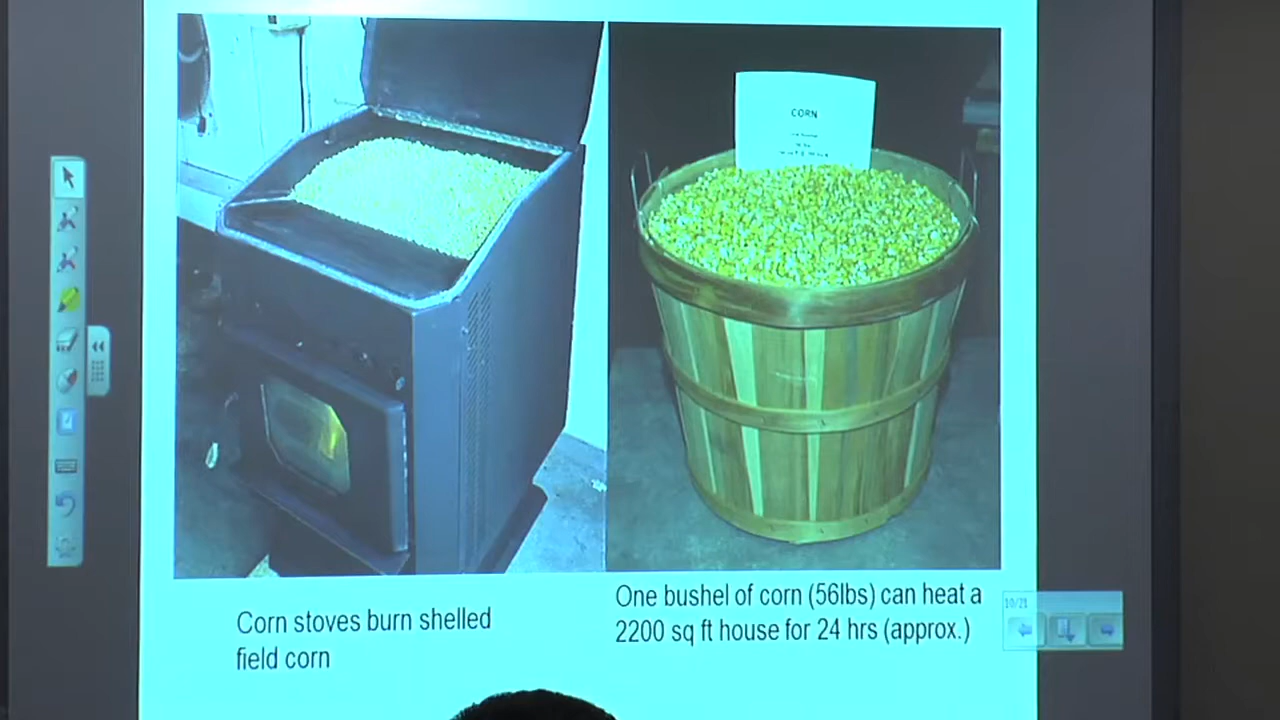 CORN
Corn stoves burn shelled
field corn
One bushel of corn (56lbs) can heat a
2200 sq ft house for 24 hrs (approx.)
10/21